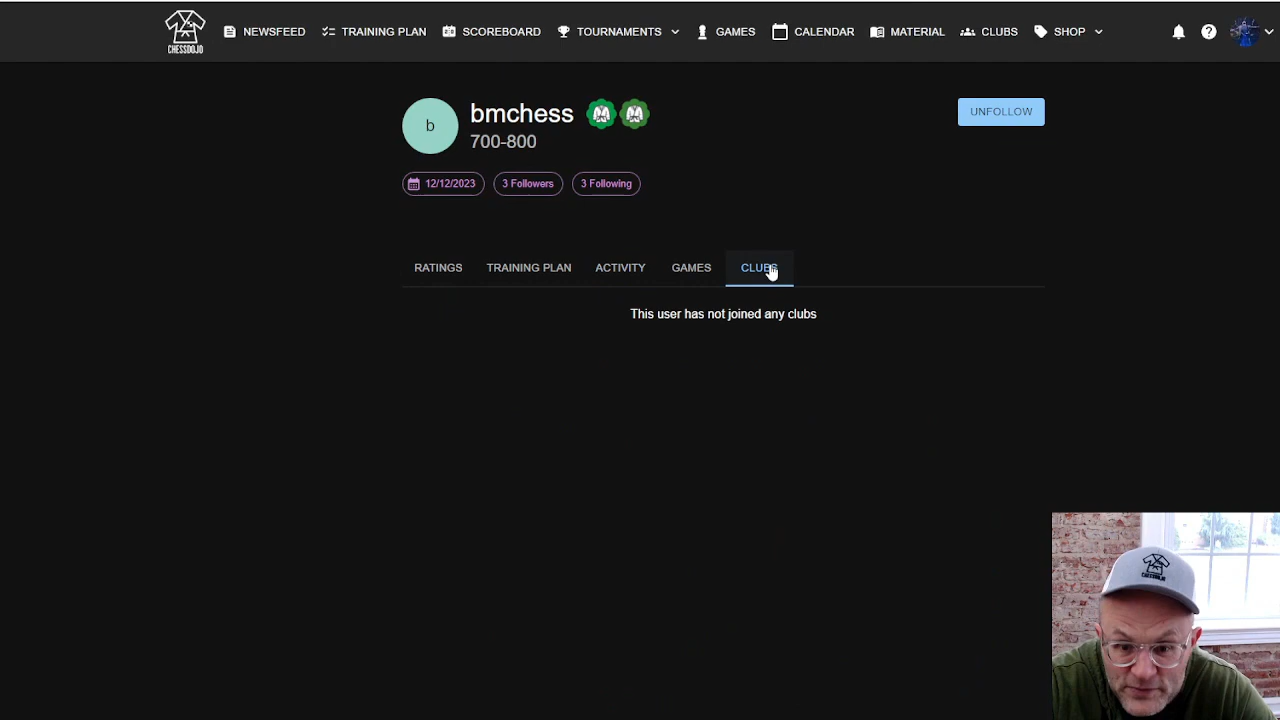 CHESSDOJO NEWSFEED TRAINING PLAN SCOREBOARD TOURNAMENTS GAMES CALENDAR MATERIAL CLUBS SHOP
bmchess
b
700-800
UNFOLLOW
12/12/2023 3 Followers 3 Following
RATINGS TRAINING PLAN ACTIVITY GAMES CLUBS
This user has not joined any clubs
CHESSDOJO